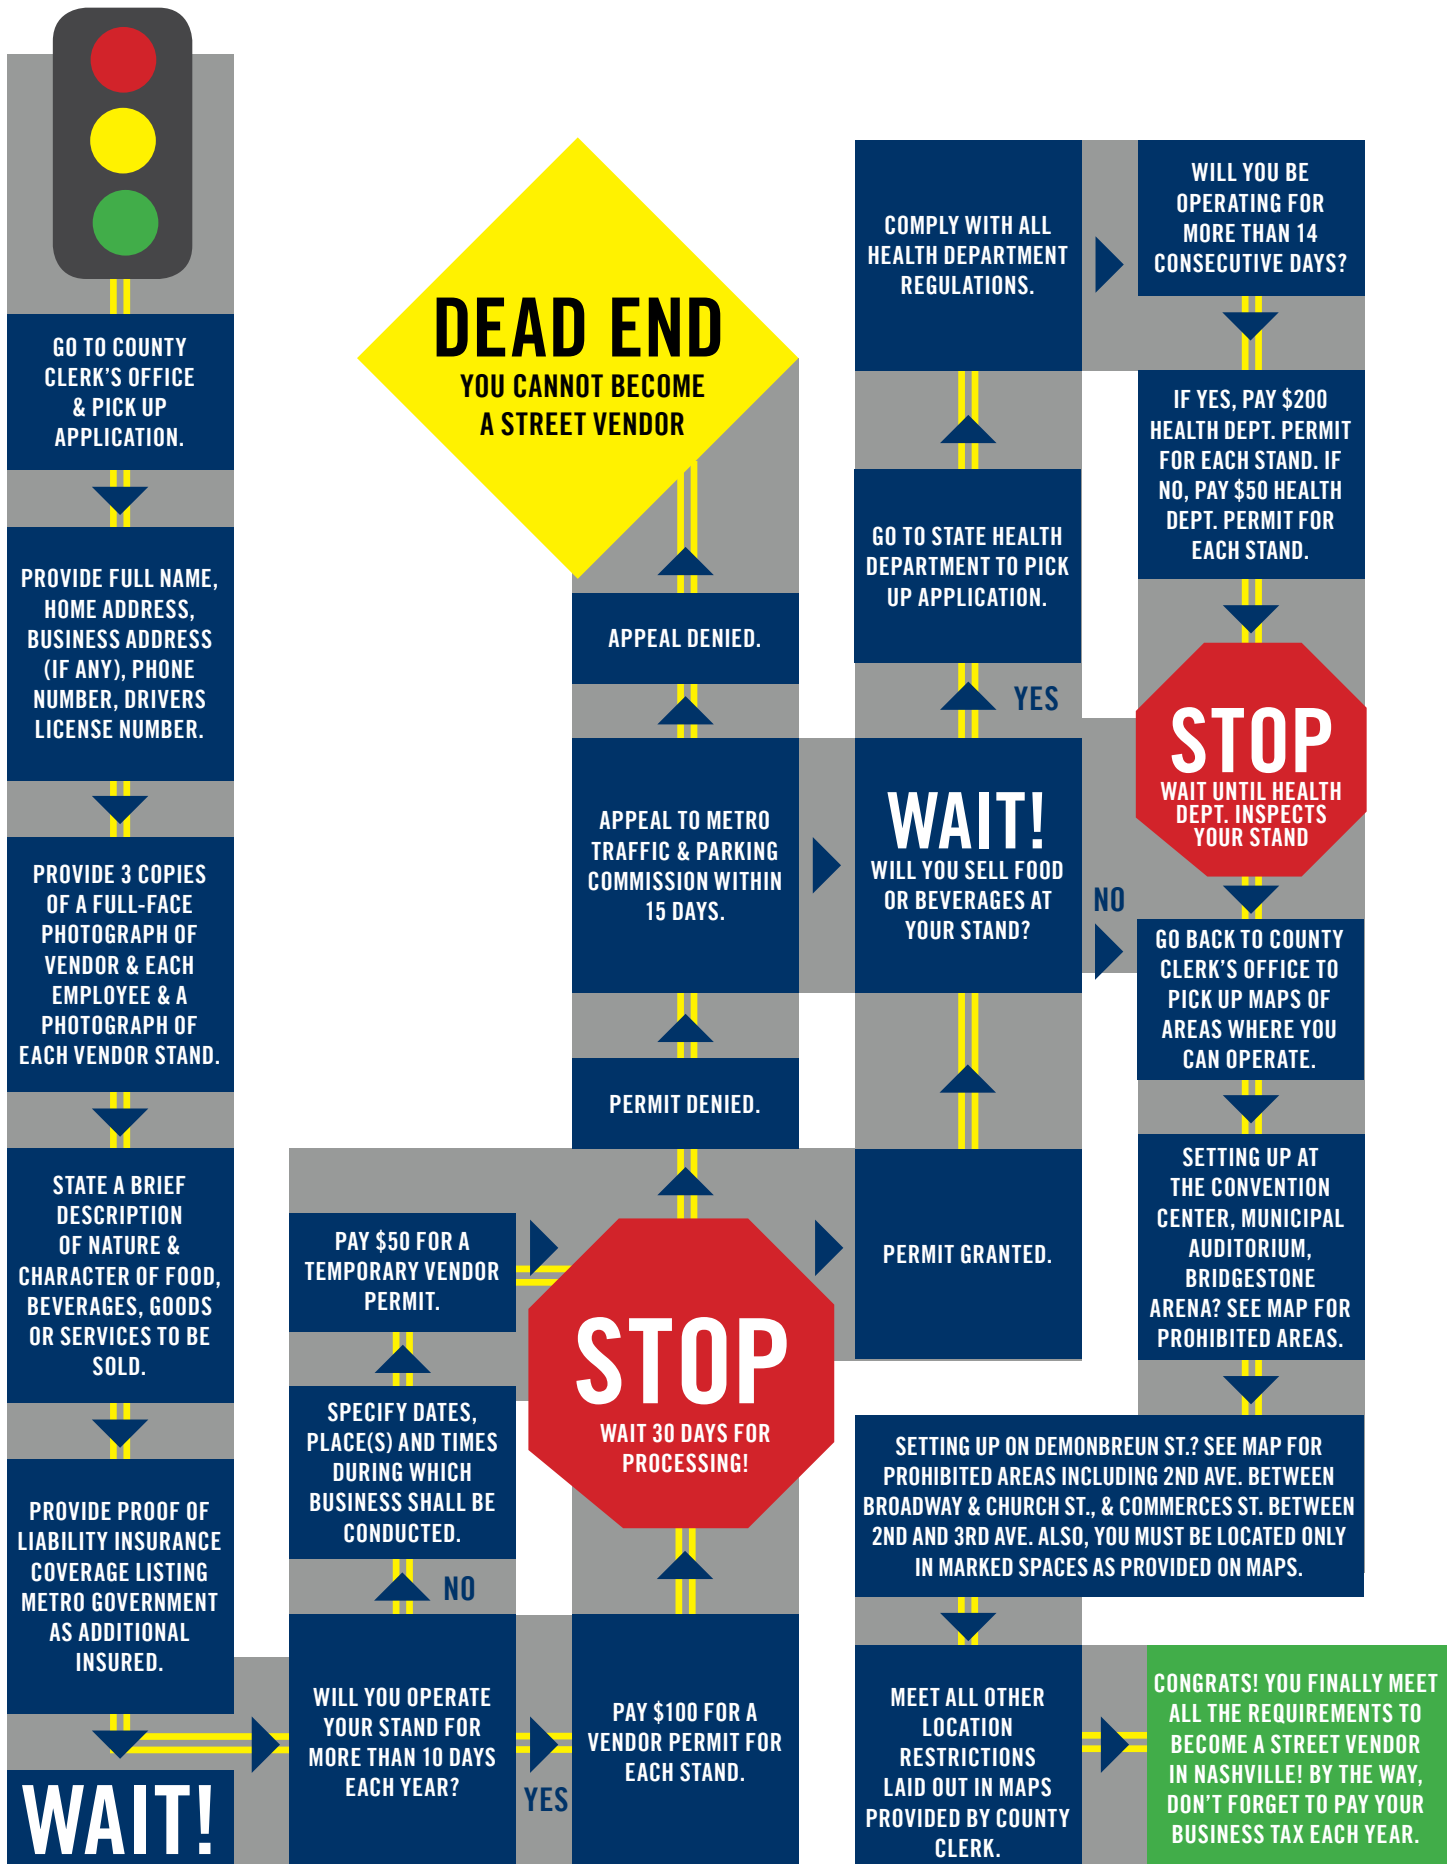 GO TO COUNTY
CLERK'S OFFICE
& PICK UP
APPLICATION.
PROVIDE FULL NAME,
HOME ADDRESS,
BUSINESS ADDRESS
(IF ANY), PHONE
NUMBER, DRIVERS
LICENSE NUMBER.
PROVIDE 3 COPIES
OF A FULL-FACE
PHOTOGRAPH OF
VENDOR & EACH
EMPLOYEE & A
PHOTOGRAPH OF
EACH VENDOR STAND.
STATE A BRIEF
DESCRIPTION
OF NATURE &
CHARACTER OF FOOD,
BEVERAGES, GOODS
OR SERVICES TO BE
SOLD.
PROVIDE PROOF OF
LIABILITY INSURANCE
COVERAGE LISTING
METRO GOVERNMENT
AS ADDITIONAL
INSURED.
WAIT!
WILL YOU OPERATE
YOUR STAND FOR
MORE THAN 10 DAYS
EACH YEAR?
NO
SPECIFY DATES,
PLACE(S) AND TIMES
DURING WHICH
BUSINESS SHALL BE
CONDUCTED.
PAY $50 FOR A
TEMPORARY VENDOR
PERMIT.
YES
PAY $100 FOR A
VENDOR PERMIT FOR
EACH STAND.
STOP
WAIT 30 DAYS FOR
PROCESSING!
PERMIT DENIED.
APPEAL TO METRO
TRAFFIC & PARKING
COMMISSION WITHIN
15 DAYS.
APPEAL DENIED.
DEAD END
YOU CANNOT BECOME
A STREET VENDOR
PERMIT GRANTED.
WAIT!
WILL YOU SELL FOOD
OR BEVERAGES AT
YOUR STAND?
YES
GO TO STATE HEALTH
DEPARTMENT TO PICK
UP APPLICATION.
COMPLY WITH ALL
HEALTH DEPARTMENT
REGULATIONS.
WILL YOU BE
OPERATING FOR
MORE THAN 14
CONSECUTIVE DAYS?
IF YES, PAY $200
HEALTH DEPT. PERMIT
FOR EACH STAND. IF
NO, PAY $50 HEALTH
DEPT. PERMIT FOR
EACH STAND.
STOP
WAIT UNTIL HEALTH
DEPT. INSPECTS
YOUR STAND
NO
GO BACK TO COUNTY
CLERK'S OFFICE TO
PICK UP MAPS OF
AREAS WHERE YOU
CAN OPERATE.
SETTING UP AT
THE CONVENTION
CENTER, MUNICIPAL
AUDITORIUM,
BRIDGESTONE
ARENA? SEE MAP FOR
PROHIBITED AREAS.
SETTING UP ON DEMONBREUN ST.? SEE MAP FOR
PROHIBITED AREAS INCLUDING 2ND AVE. BETWEEN
BROADWAY & CHURCH ST., & COMMERCES ST. BETWEEN
2ND AND 3RD AVE. ALSO, YOU MUST BE LOCATED ONLY
IN MARKED SPACES AS PROVIDED ON MAPS.
MEET ALL OTHER
LOCATION
RESTRICTIONS
LAID OUT IN MAPS
PROVIDED BY COUNTY
CLERK.
CONGRATS! YOU FINALLY MEET
ALL THE REQUIREMENTS TO
BECOME A STREET VENDOR
IN NASHVILLE! BY THE WAY,
DON'T FORGET TO PAY YOUR
BUSINESS TAX EACH YEAR.